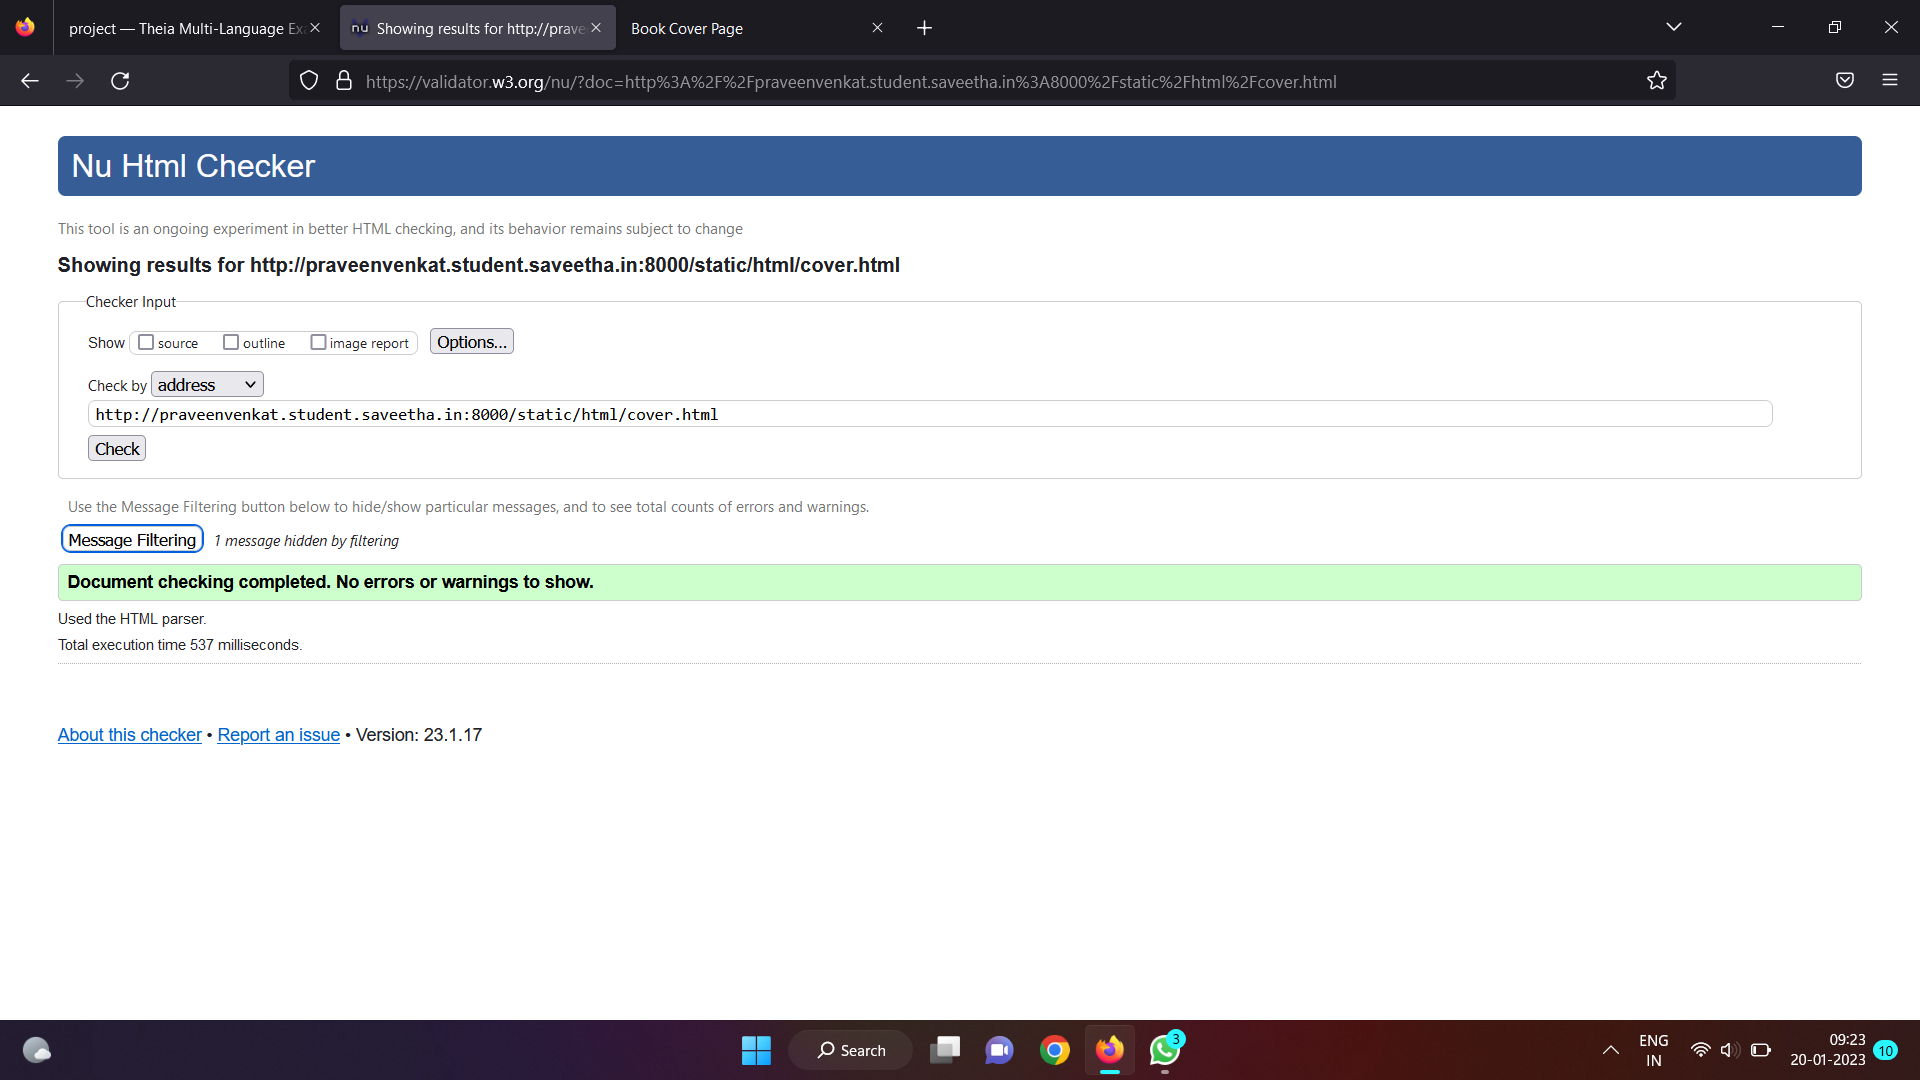 project — Theia Multi-Language Ex
nu Showing results for http://prave
Book Cover Page
https://validator.w3.org/nu/?doc=http%3A%2F%2Fpraveenvenkat.student.saveetha.in%3A8000%2Fstatic%2Fhtml%2Fcover.html
Nu Html Checker
This tool is an ongoing experiment in better HTML checking, and its behavior remains subject to change
Showing results for http://praveenvenkat.student.saveetha.in:8000/static/html/cover.html
Checker Input
Show source outline image report Options...
Check by address
http://praveenvenkat.student.saveetha.in:8000/static/html/cover.html
Check
Use the Message Filtering button below to hide/show particular messages, and to see total counts of errors and warnings.
Message Filtering 1 message hidden by filtering
Document checking completed. No errors or warnings to show.
Used the HTML parser.
Total execution time 537 milliseconds.
About this checker • Report an issue • Version: 23.1.17
Search
3
ENG
IN
09:23
20-01-2023
10